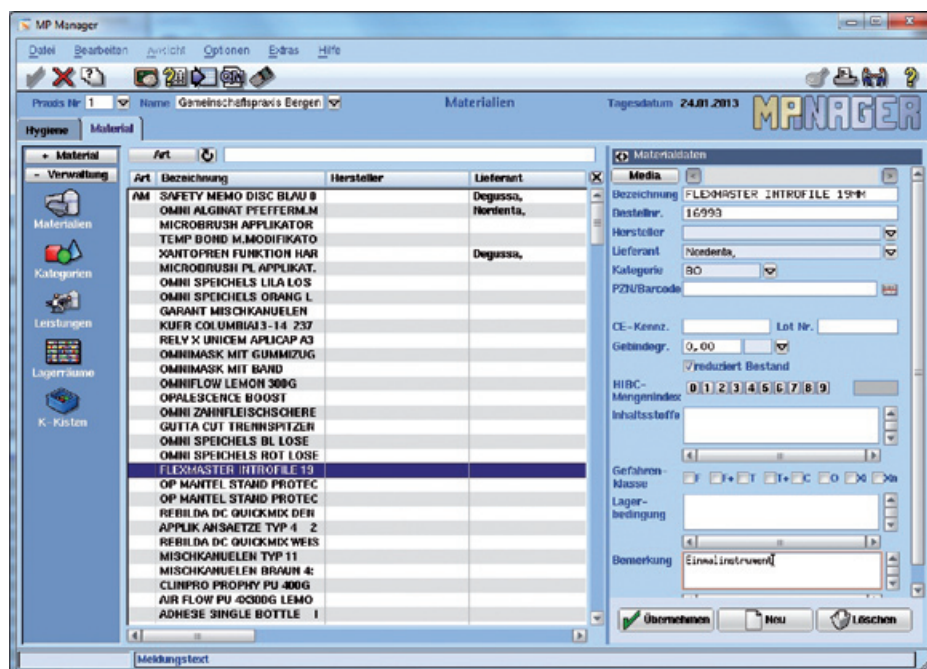 MP Manager
Datei Bearbeiten Ansicht Optionen Extras Hilfe
Praxis Nr 1 Name Gemeinschaftspraxis Bergen Materialien Tagesdatum 24.01.2013 MP.NAGER
Hygiene Material
+ Material
- Verwaltung
Materialien
Kategorien
Leistungen
Lagerräume
K-Kisten
Art
Art Bezeichnung Hersteller Lieferant
AM SAFETY MEMO DISC BLAU 0 Degussa,
OMNI ALGINAT PFEFFERM.M Nordenta,
MICROBRUSH APPLIKATOR
TEMP BOND M.MODIFIKATO
XANTOPREN FUNKTION HAR Degussa,
MICROBRUSH PL APPLIKAT.
OMNI SPEICHELS LILA LOS
OMNI SPEICHELS ORANG L
GARANT MISCHKANUELEN
KUER COLUMBIA13-14 237
RELY X UNICEM APLICAP A3
OMNIMASK MIT GUMMIZUG
OMNIMASK MIT BAND
OMNIFLOW LEMON 300G
OPALESCENCE BOOST
OMNI ZAHNFLEISCHSCHERE
GUTTA CUT TRENNSPITZEN
OMNI SPEICHELS BL LOSE
OMNI SPEICHELS ROT LOSE
FLEXMASTER INTROFILE 19
OP MANTEL STAND PROTEC
OP MANTEL STAND PROTEC
REBILDA DC QUICKMIX DEN
APPLIK ANSAETZE TYP 4 2
REBILDA DC QUICKMIX WEIS
MISCHKANUELEN TYP 11
MISCHKANUELEN BRAUN 4:
CLINPRO PROPHY PU 400G
AIR FLOW PU 4X300G LEMO
ADHESE SINGLE BOTTLE I
Materialdaten
Media
Bezeichnung FLEXMASTER INTROFILE 19MM
Bestellnr. 16998
Hersteller
Lieferant Nordenta,
Kategorie BO
PZN/Barcode
CE-Kennz. Lot Nr.
Gebindegr. 0,00
reduziert Bestand
HIBC-
Mengenindex 0 1 2 3 4 5 6 7 8 9
Inhaltsstoffe
Gefahren-
klasse F F+ T T+ C O Xi Xn
Lager-
bedingung
Bemerkung Einmalinstrument
Übernehmen Neu Löschen
Meldungstext